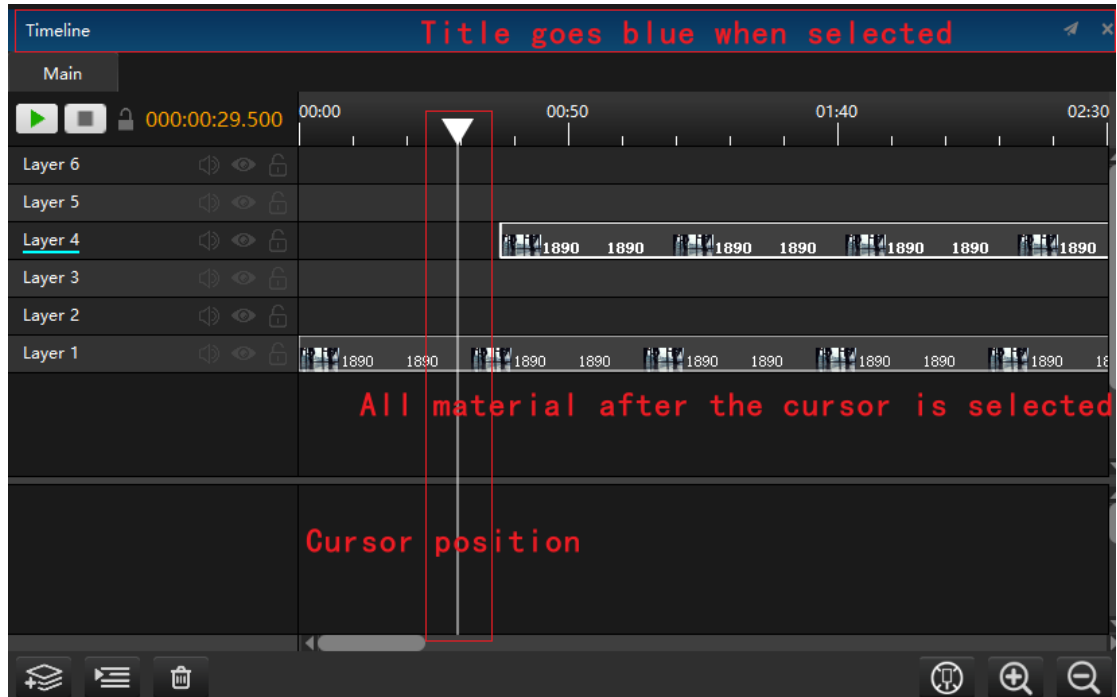 Timeline Title goes blue when selected
Main
000:00:29.500 00:00 00:50 01:40 02:30
Layer 6
Layer 5
Layer 4 1890 1890 1890 1890 1890 1890 1890
Layer 3
Layer 2
Layer 1 1890 1890 1890 1890 1890 1890 1890 1890 1890 18
All material after the cursor is selected
Cursor position